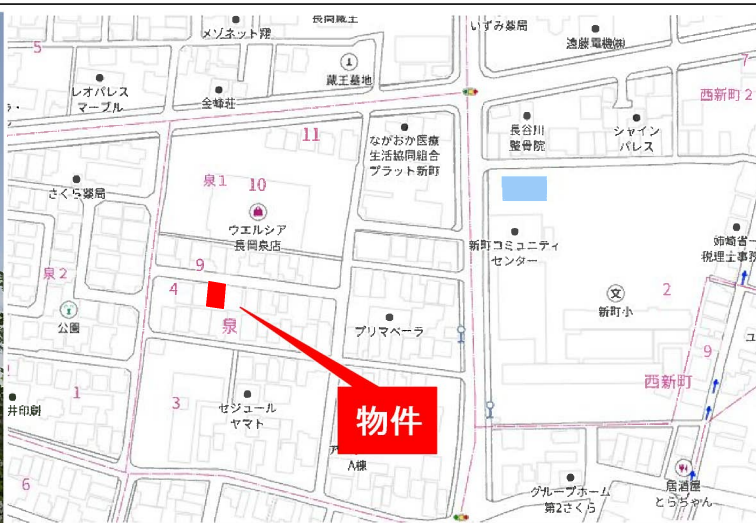 メゾネット翔
長岡蔵王
いずみ薬局
遠藤電機㈱
5
7
蔵王墓地
レオパレス
マーブル
金蜂荘
西新町2
11
ながおか医療
生活協同組合
プラット新町
長谷川
整骨院
シャイン
パレス
さくら薬局
泉1
10
ウエルシア
長岡泉店
新町コミュニティ
センター
姉崎省一
税理士事務
泉2
9
4
2
公園
泉
プリマベーラ
文
新町小
9
西新町
1
井印刷
3
セジュール
ヤマト
物件
A棟
6
グループホーム
第2さくら
居酒屋
とらちゃん